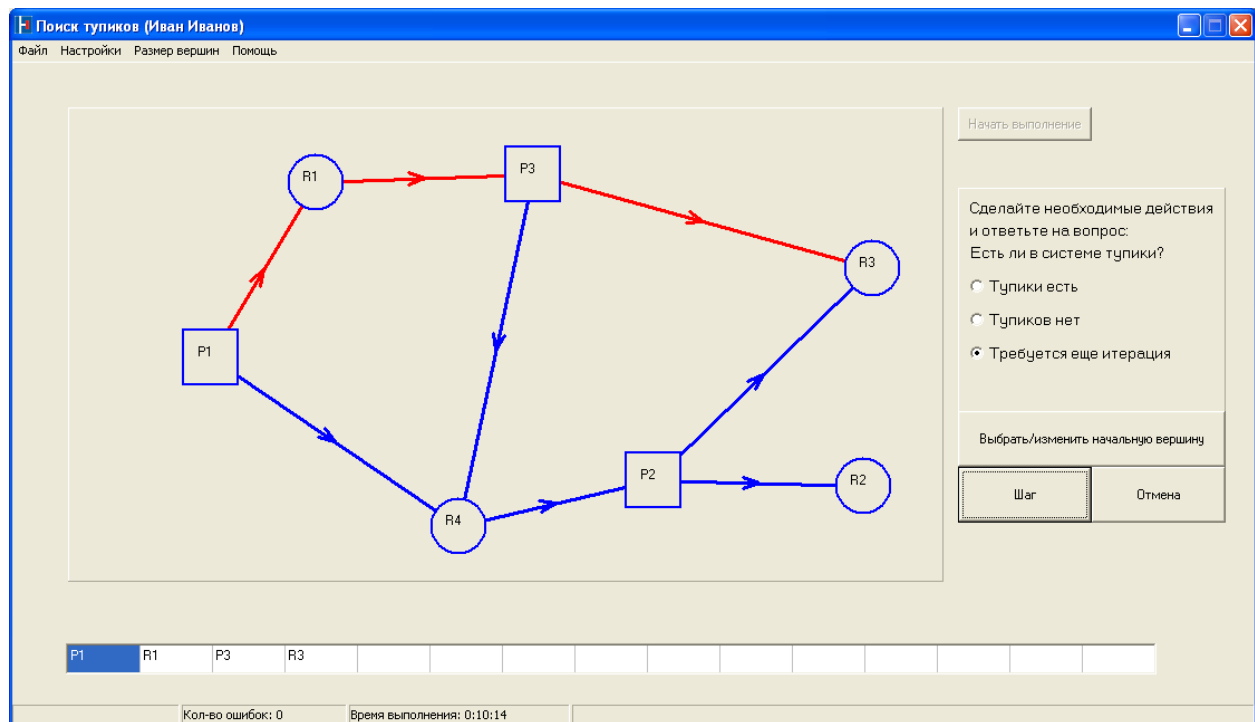 Поиск тупиков (Иван Иванов)
Файл Настройки Размер вершин Помощь
Начать выполнение
R1
P3
R3
P1
R4
P2
R2
Сделайте необходимые действия
и ответьте на вопрос:
Есть ли в системе тупики?
Тупики есть
Тупиков нет
Требуется еще итерация
Выбрать/изменить начальную вершину
Шаг
Отмена
P1 R1 P3 R3
Кол-во ошибок: 0 Время выполнения: 0:10:14